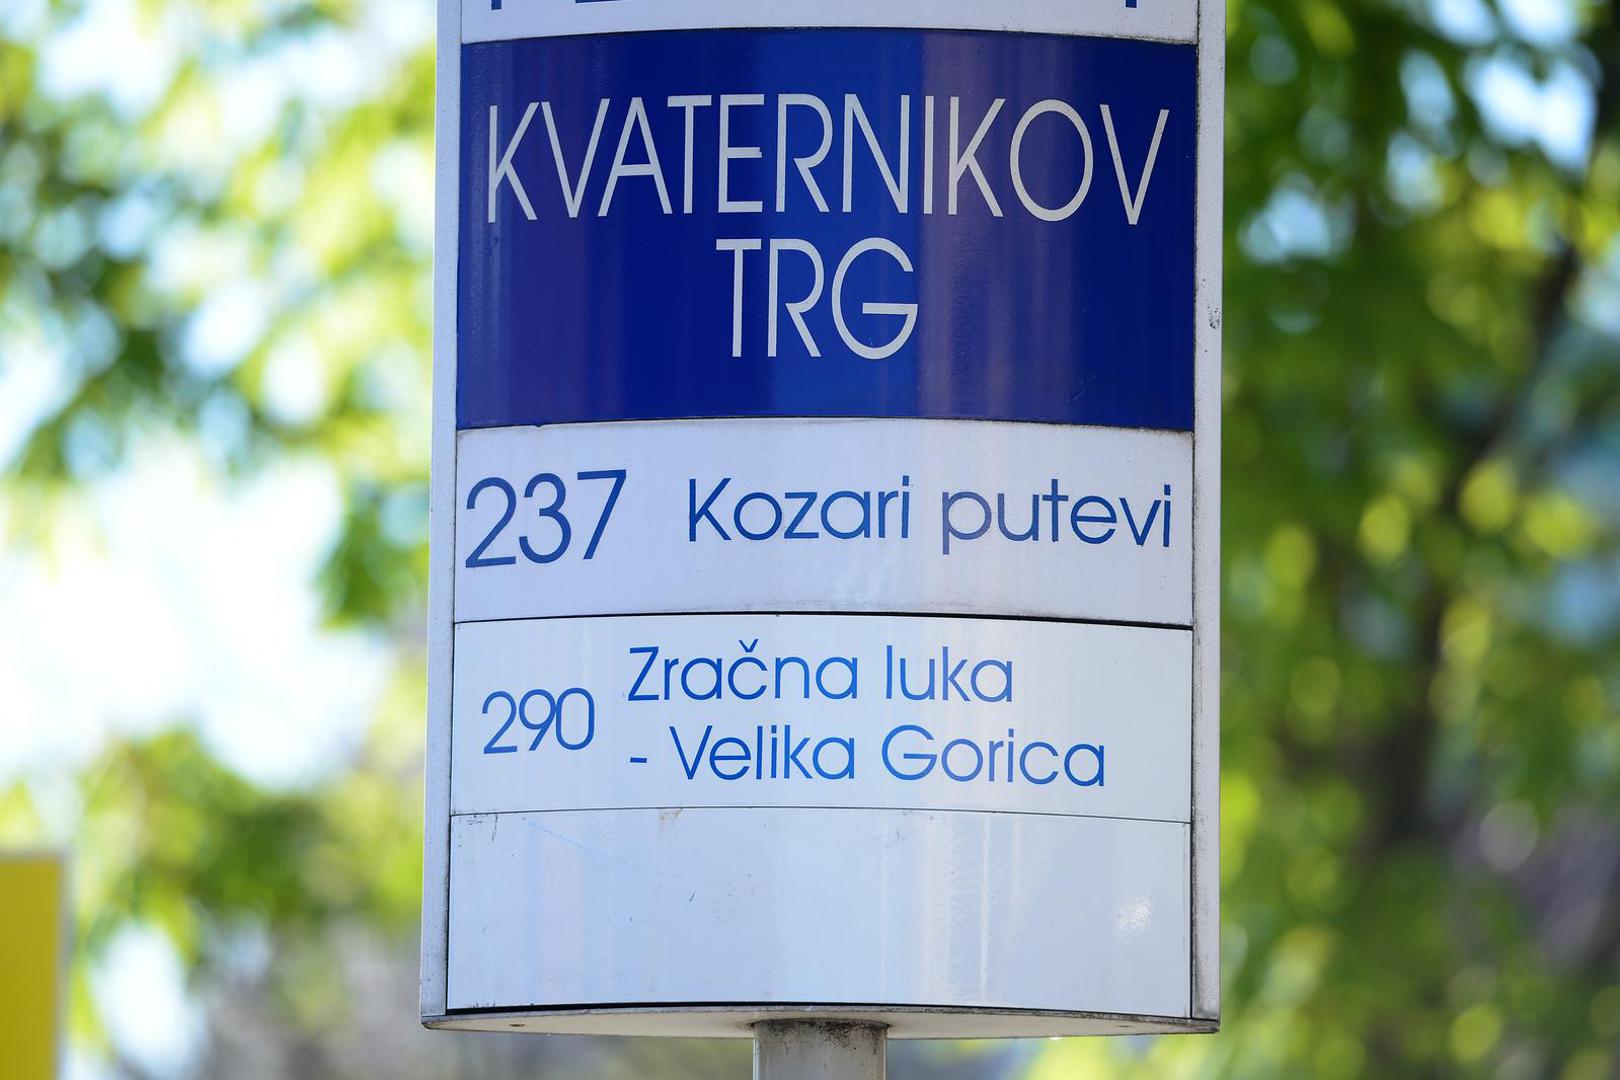 KVATERNIKOV
TRG
237 Kozari putevi
290 Zračna luka
- Velika Gorica